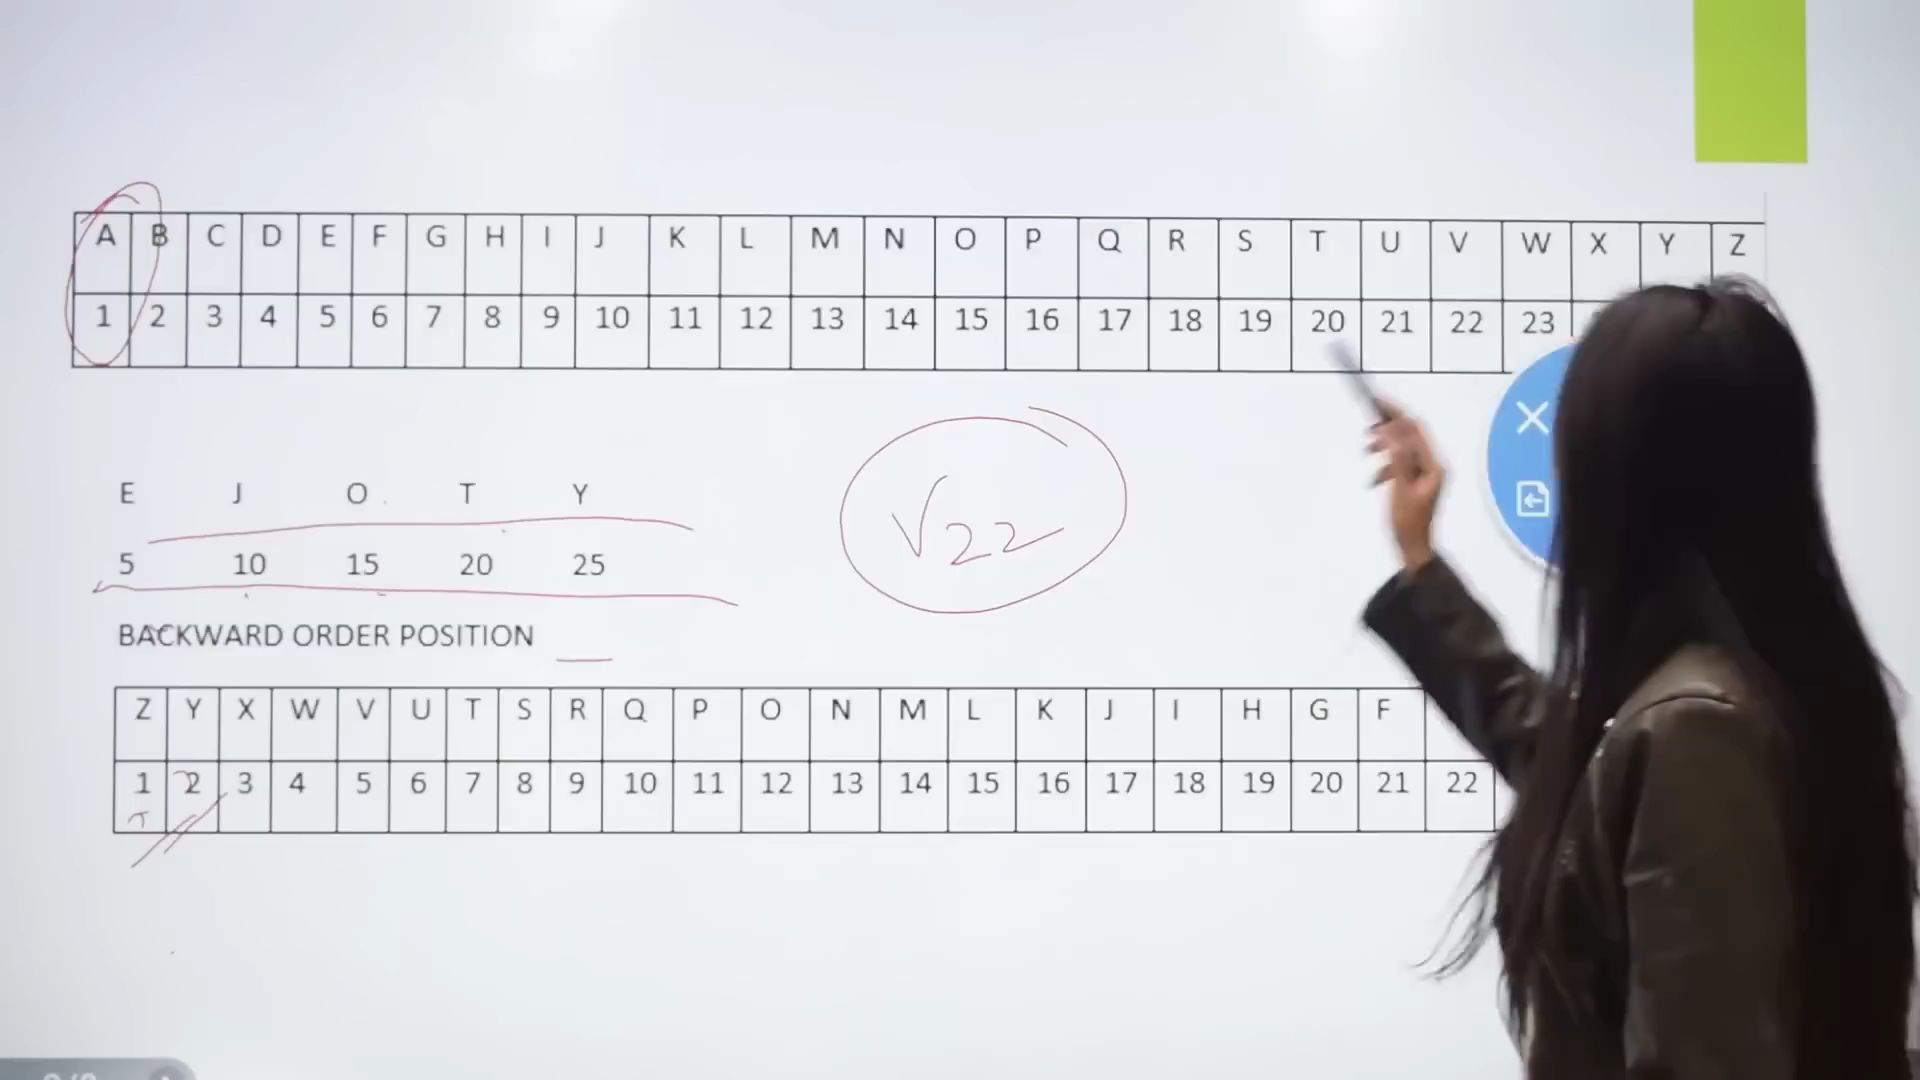 A B C D E F G H I J K L M N O P Q R S T U V W X Y Z
1 2 3 4 5 6 7 8 9 10 11 12 13 14 15 16 17 18 19 20 21 22 23
E J O T Y
V22
5 10 15 20 25
BACKWARD ORDER POSITION
Z Y X W V U T S R Q P O N M L K J I H G F
1 2 3 4 5 6 7 8 9 10 11 12 13 14 15 16 17 18 19 20 21 22